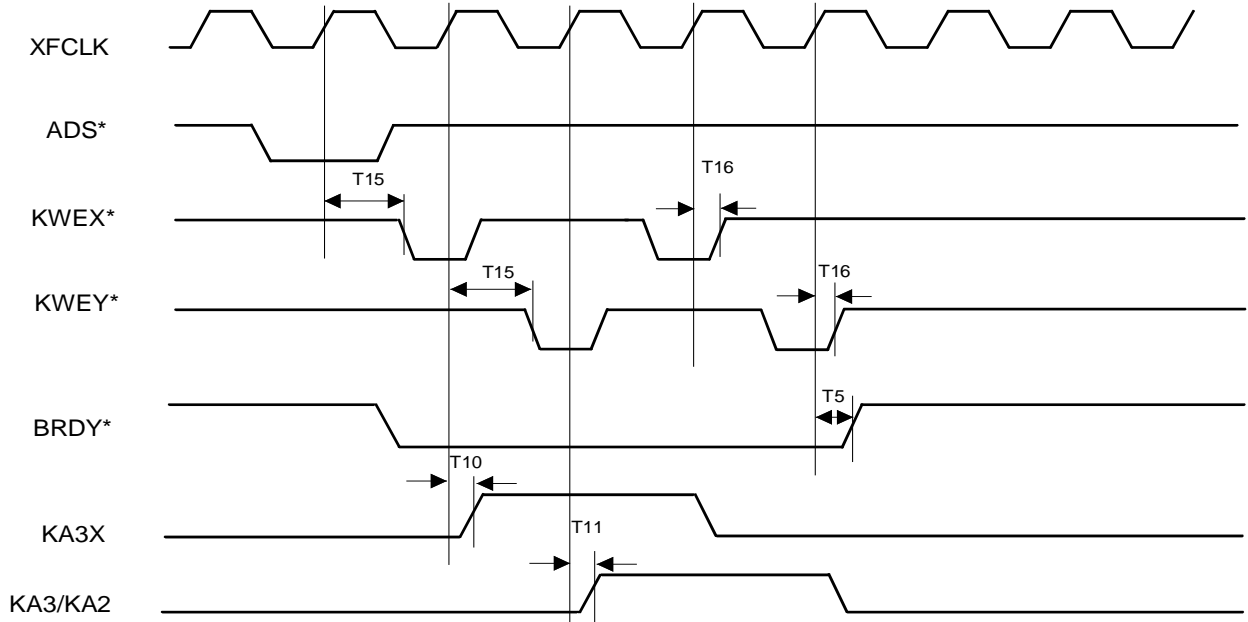 XFCLK
ADS*
T15
T16
KWEX*
T15
T16
KWEY*
T5
BRDY*
T10
KA3X
T11
KA3/KA2